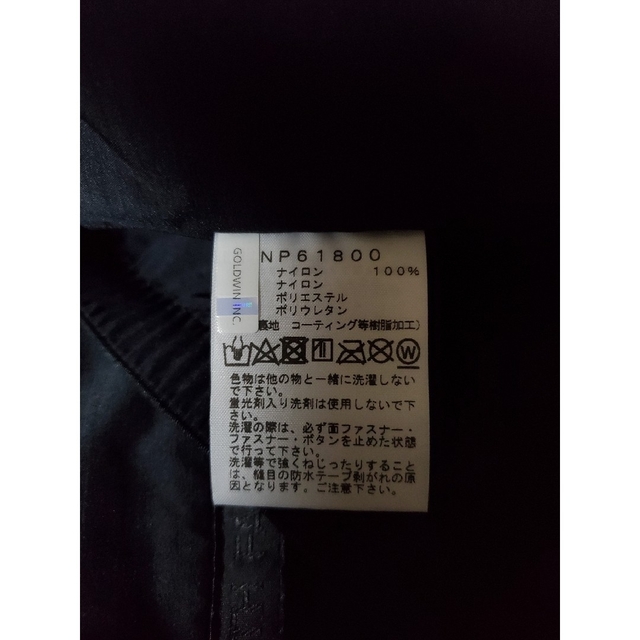 GOLDWIN INC.
NP61800
ナイロン 100%
ナイロン
ポリエステル
ポリウレタン
裏地 コーティング等樹脂加工)
W
色物は他の物と一緒に洗濯しない
で下さい。
蛍光剤入り洗剤は使用しないで下
さい。
洗濯の際は、必ず面ファスナー・
ファスナー・ボタンを止めた状態
で行って下さい。
洗濯等で強くねじったりすること
は、縫目の防水テープ剥がれの原
因となります。ご注意下さい。